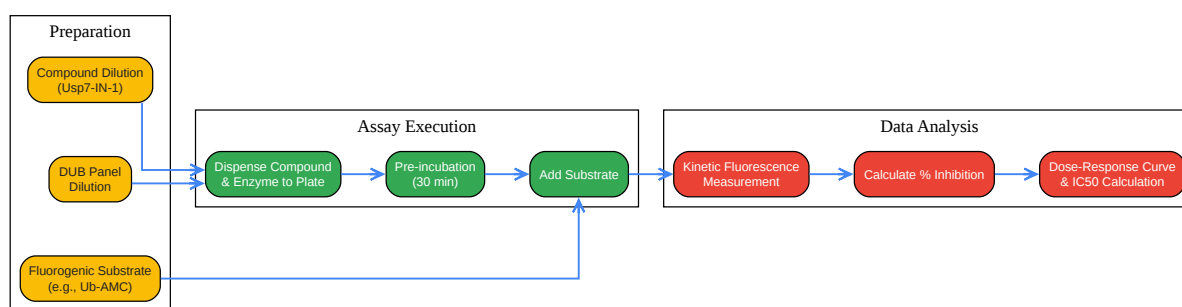 Preparation
Compound Dilution
(Usp7-IN-1)
DUB Panel
Dilution
Fluorogenic Substrate
(e.g., Ub-AMC)
Assay Execution
Dispense Compound
& Enzyme to Plate
Pre-incubation
(30 min)
Add Substrate
Data Analysis
Kinetic Fluorescence
Measurement
Calculate % Inhibition
Dose-Response Curve
& IC50 Calculation